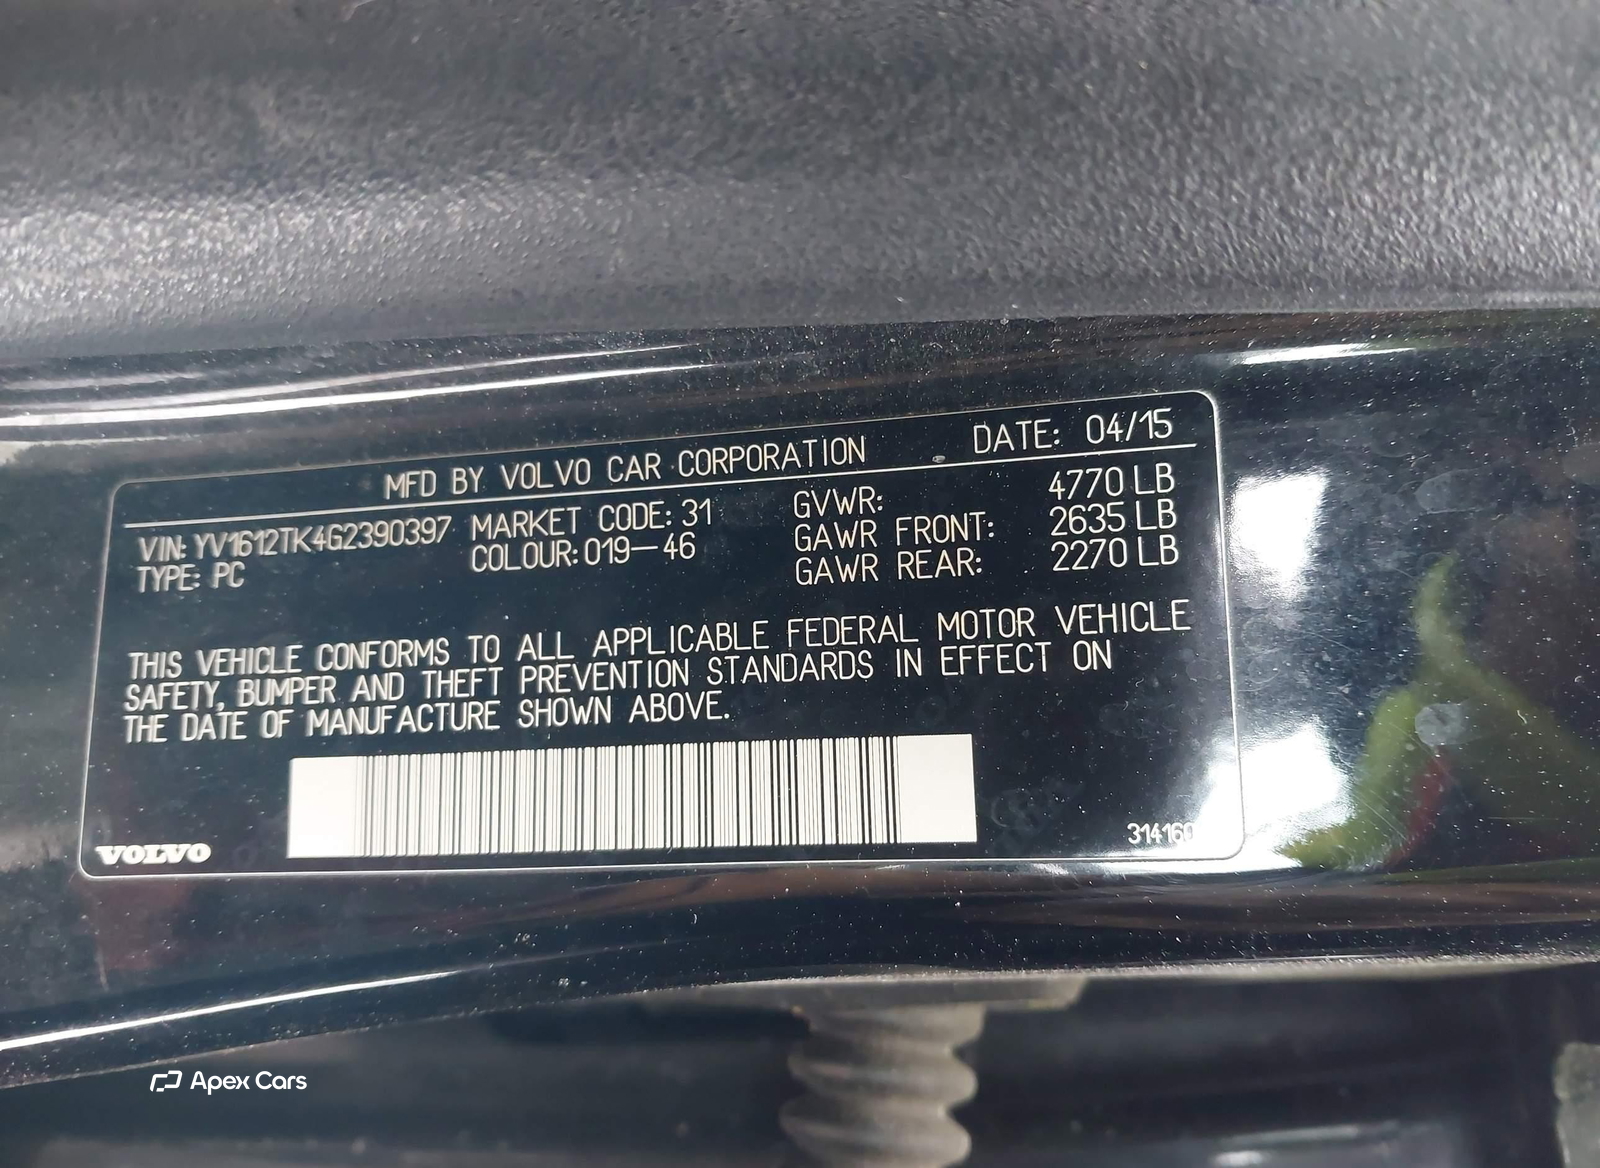 MFD BY VOLVO CAR CORPORATION DATE: 04/15
VIN: YV1612TK4G2390397 MARKET CODE: 31 GVWR: 4770 LB
TYPE: PC COLOUR: 019-46 GAWR FRONT: 2635 LB
GAWR REAR: 2270 LB
THIS VEHICLE CONFORMS TO ALL APPLICABLE FEDERAL MOTOR VEHICLE
SAFETY, BUMPER AND THEFT PREVENTION STANDARDS IN EFFECT ON
THE DATE OF MANUFACTURE SHOWN ABOVE.
VOLVO
314160
Apex Cars